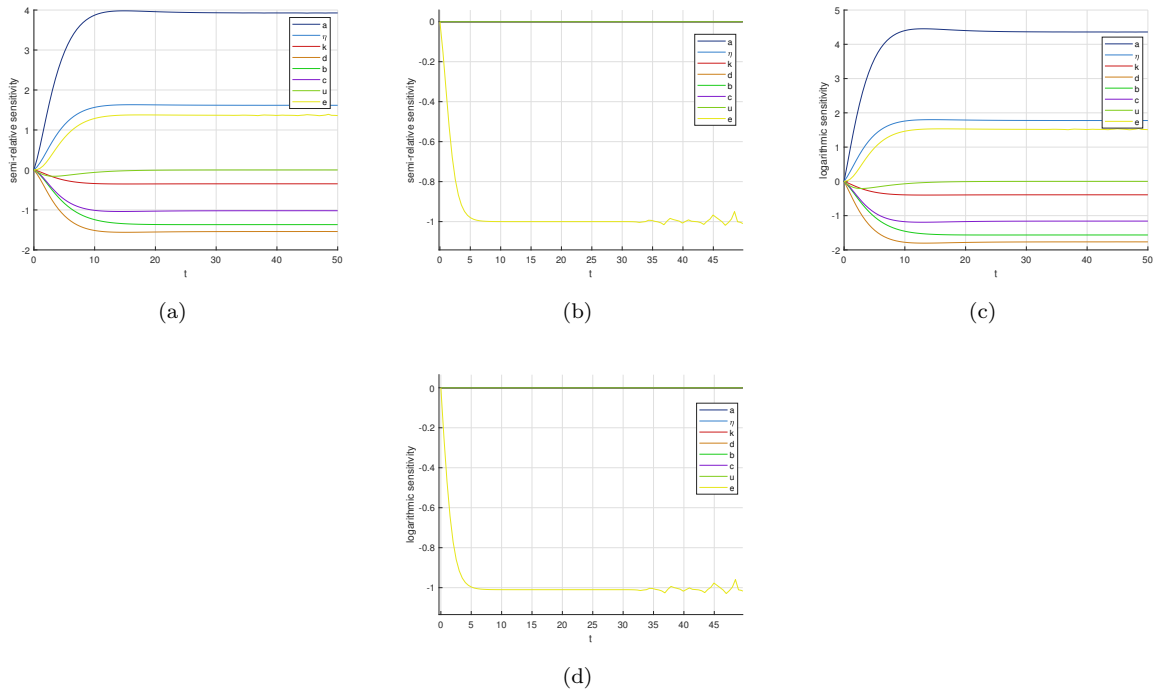 4
3
2
1
0
-1
-2
0 10 20 30 40 50
semi-relative sensitivity
t
a
η
k
d
b
c
u
e
(a)
0
-0.2
-0.4
-0.6
-0.8
-1
0 5 10 15 20 25 30 35 40 45
semi-relative sensitivity
t
a
η
k
d
b
c
u
e
(b)
5
4
3
2
1
0
-1
-2
0 10 20 30 40 50
logarithmic sensitivity
t
a
η
k
d
b
c
u
e
(c)
0
-0.2
-0.4
-0.6
-0.8
-1
0 5 10 15 20 25 30 35 40 45
logarithmic sensitivity
t
a
η
k
d
b
c
u
e
(d)